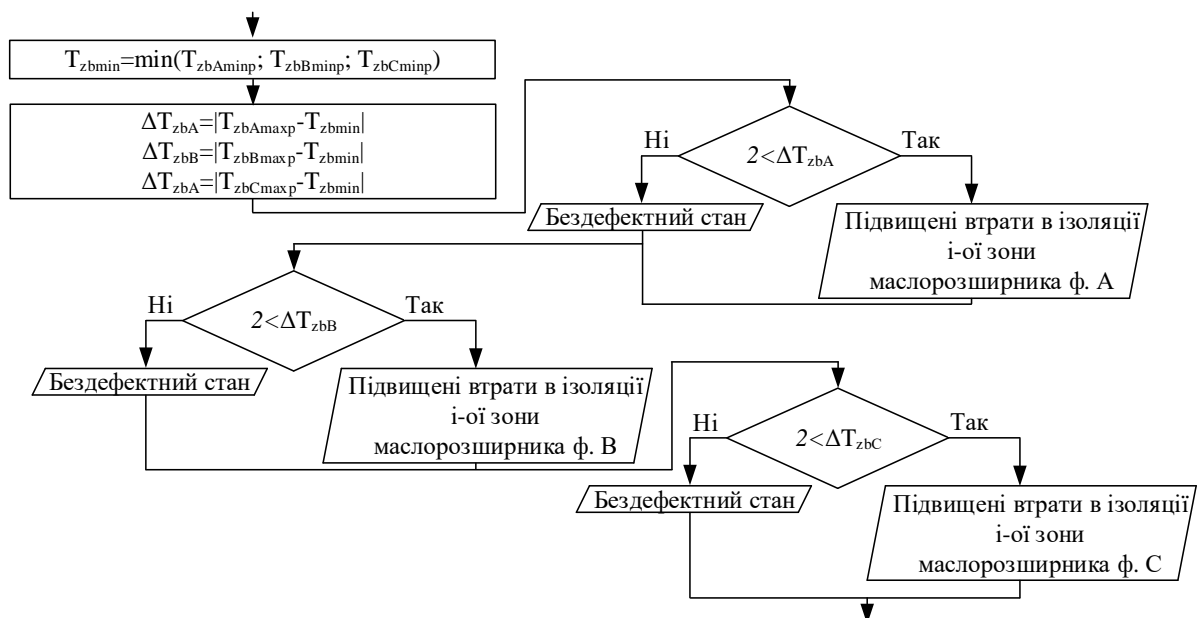 T_zbmin=min(T_zbAminp; T_zbBminp; T_zbCminp)
ΔT_zbA=|T_zbAmaxp-T_zbmin|
ΔT_zbB=|T_zbBmaxp-T_zbmin|
ΔT_zbA=|T_zbCmaxp-T_zbmin|
2<ΔT_zbA
Ні
Так
Бездефектний стан
Підвищені втрати в ізоляції
і-ої зони
маслорозширника ф. А
2<ΔT_zbB
Ні
Так
Бездефектний стан
Підвищені втрати в ізоляції
і-ої зони
маслорозширника ф. В
2<ΔT_zbC
Ні
Так
Бездефектний стан
Підвищені втрати в ізоляції
і-ої зони
маслорозширника ф. С